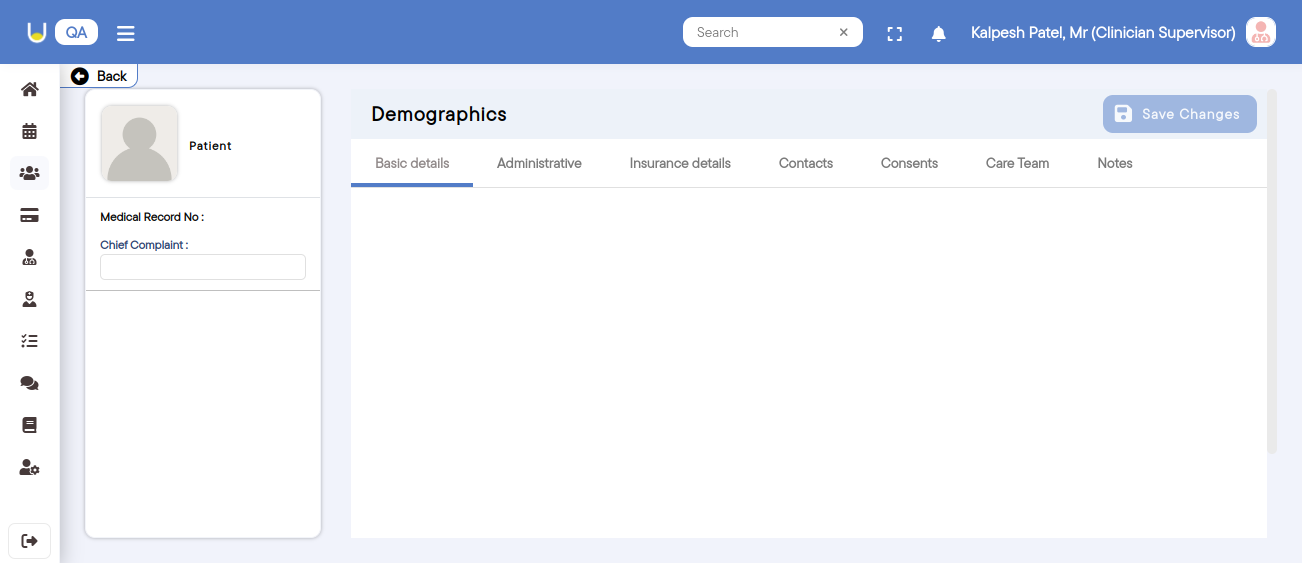 QA
Search
Kalpesh Patel, Mr (Clinician Supervisor)
Back
Patient
Medical Record No :
Chief Complaint :
Demographics
Save Changes
Basic details Administrative Insurance details Contacts Consents Care Team Notes